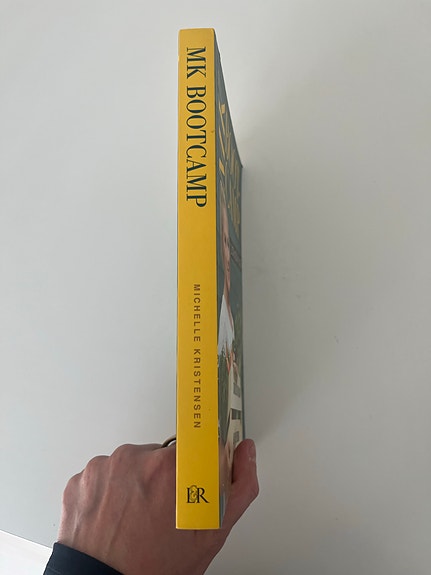 MK BOOTCAMP
MICHELLE KRISTENSEN
L&R